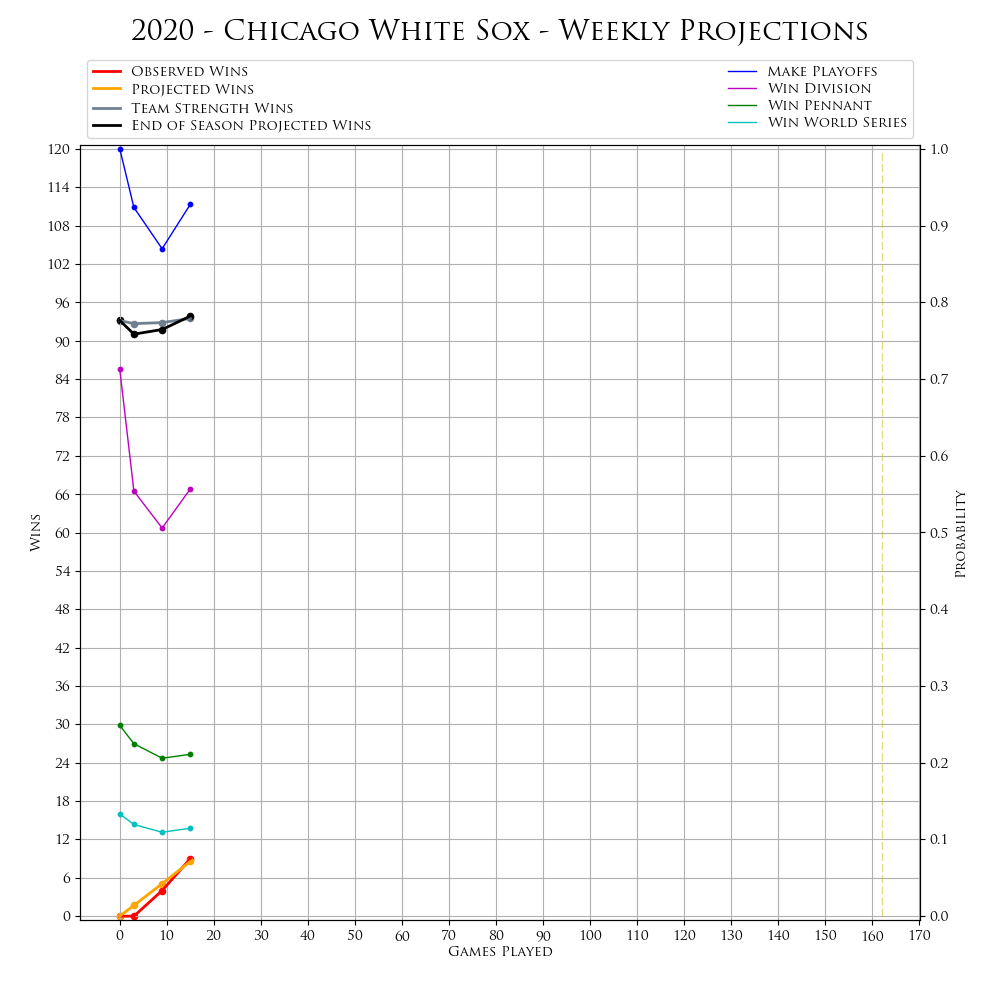 2020 - Chicago White Sox - Weekly Projections
Observed Wins
Projected Wins
Team Strength Wins
End of Season Projected Wins
Make Playoffs
Win Division
Win Pennant
Win World Series
120
114
108
102
96
90
84
78
72
66
60
54
48
42
36
30
24
18
12
6
0
Wins
1.0
0.9
0.8
0.7
0.6
0.5
0.4
0.3
0.2
0.1
0.0
Probability
0 10 20 30 40 50 60 70 80 90 100 110 120 130 140 150 160 170
Games Played